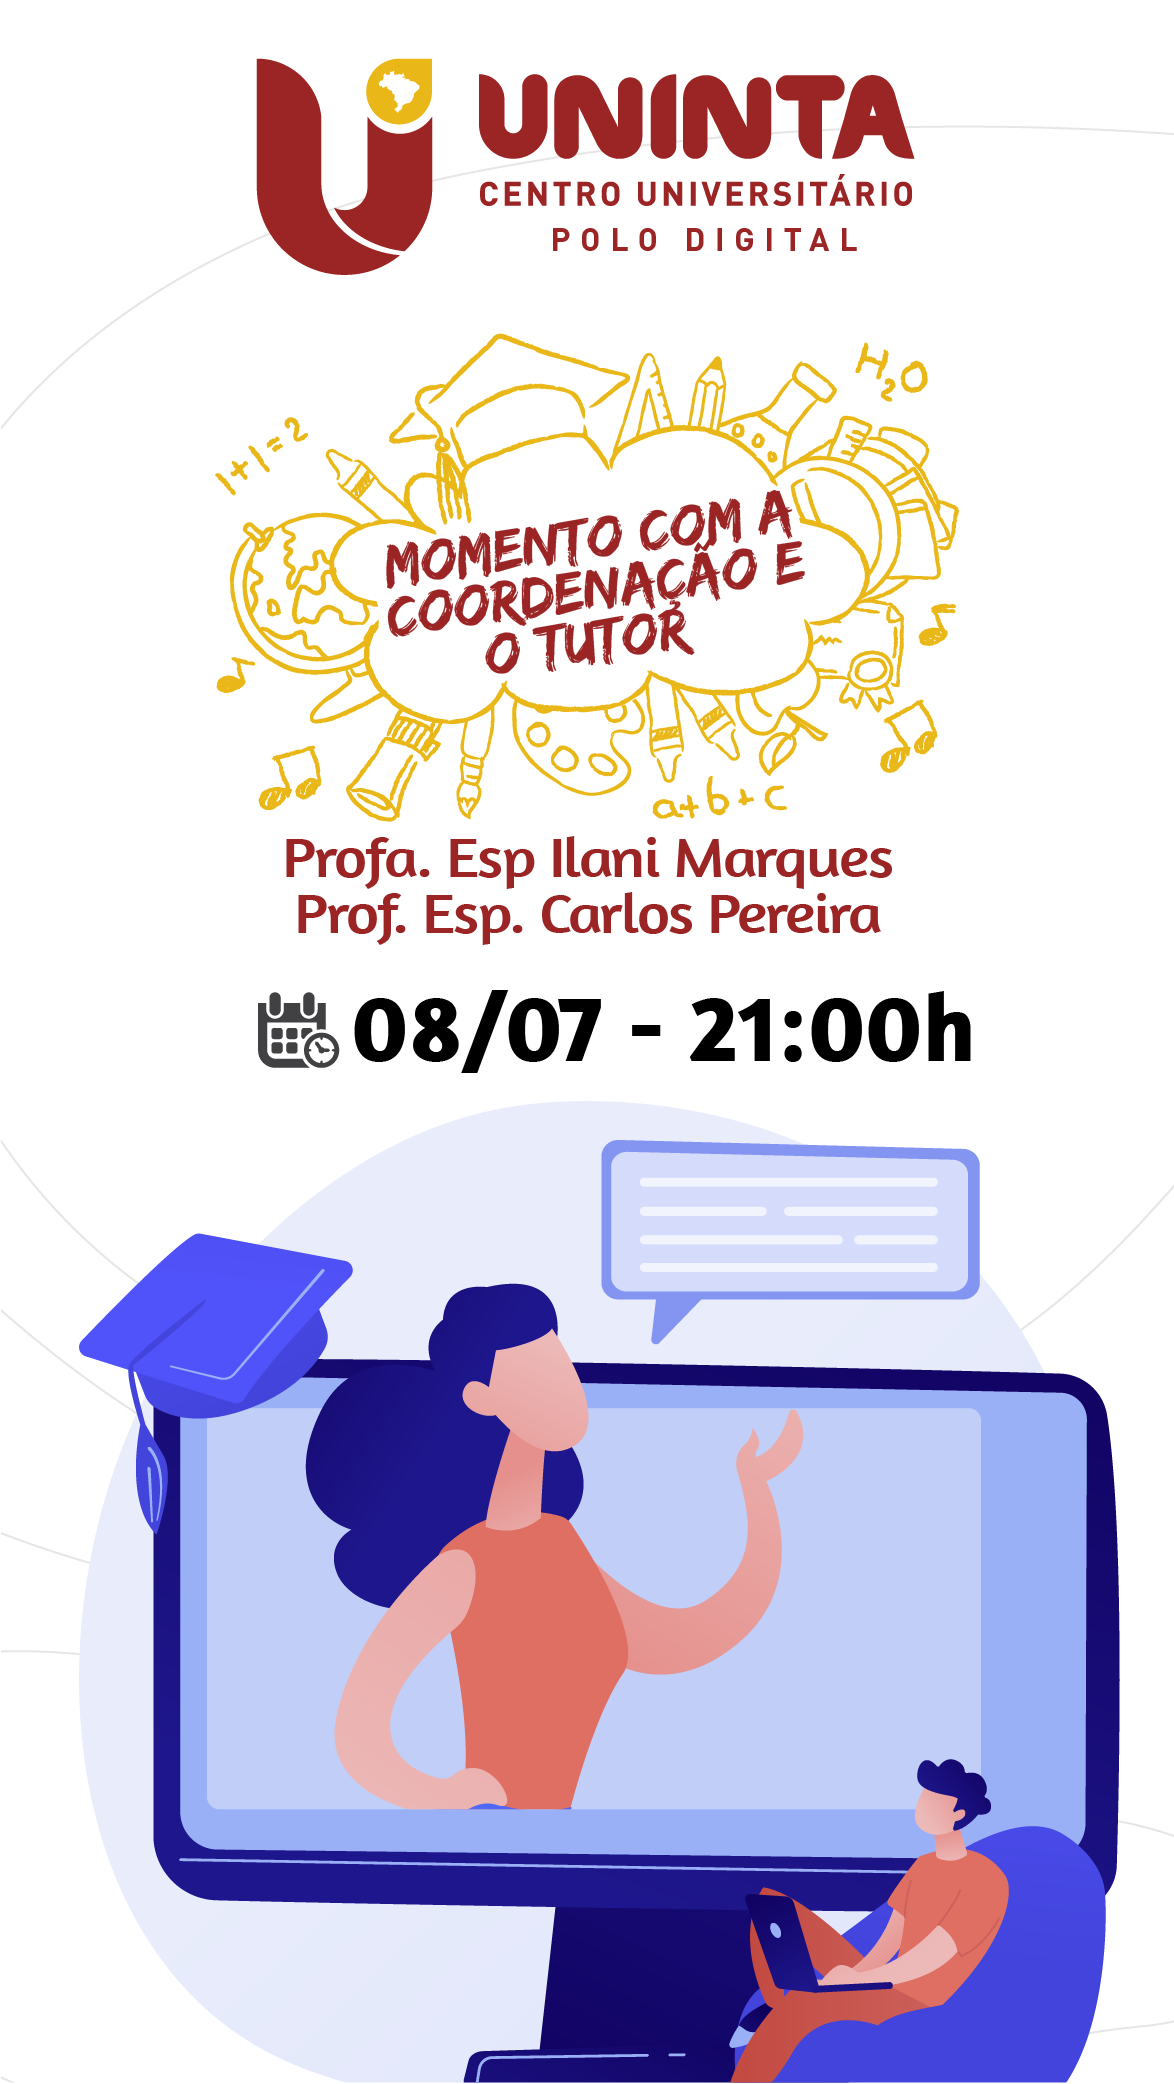 UNINTA
CENTRO UNIVERSITÁRIO
POLO DIGITAL
H2O
1+1=2
MOMENTO COM A
COORDENAÇÃO E
O TUTOR
a+b+c
Profa. Esp Ilani Marques
Prof. Esp. Carlos Pereira
08/07 - 21:00h